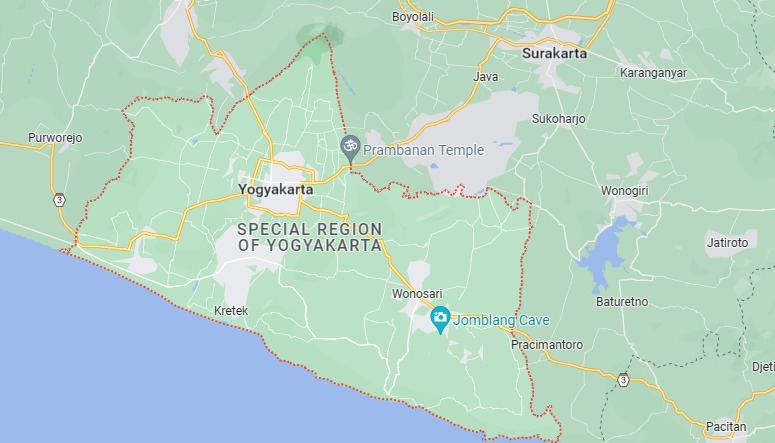 Boyolali
Surakarta
Java
Karanganyar
Sukoharjo
Purworejo
Prambanan Temple
Yogyakarta
Wonogiri
3
SPECIAL REGION
OF YOGYAKARTA
Jatiroto
Wonosari
Baturetno
Kretek
Jomblang Cave
Pracimantoro
Djeti
3
Pacitan